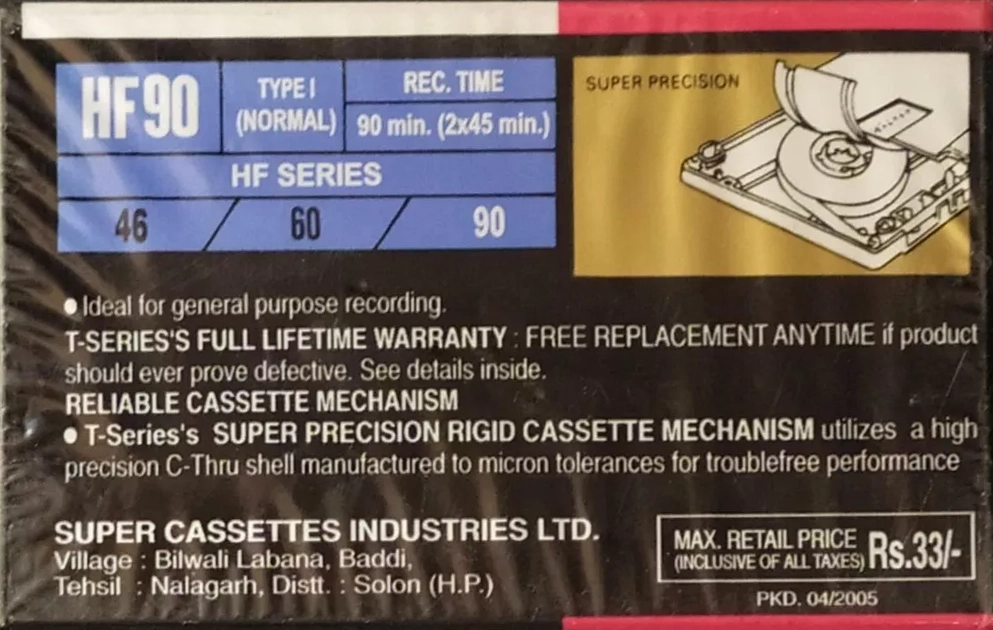 HF 90
TYPE I
(NORMAL)
REC. TIME
90 min. (2x45 min.)
HF SERIES
46 / 60 / 90
SUPER PRECISION
● Ideal for general purpose recording.
T-SERIES'S FULL LIFETIME WARRANTY : FREE REPLACEMENT ANYTIME if product
should ever prove defective. See details inside.
RELIABLE CASSETTE MECHANISM
● T-Series's SUPER PRECISION RIGID CASSETTE MECHANISM utilizes a high
precision C-Thru shell manufactured to micron tolerances for troublefree performance
SUPER CASSETTES INDUSTRIES LTD.
Village : Bilwali Labana, Baddi,
Tehsil : Nalagarh, Distt. : Solon (H.P.)
MAX. RETAIL PRICE
(INCLUSIVE OF ALL TAXES)
Rs.33/-
PKD. 04/2005